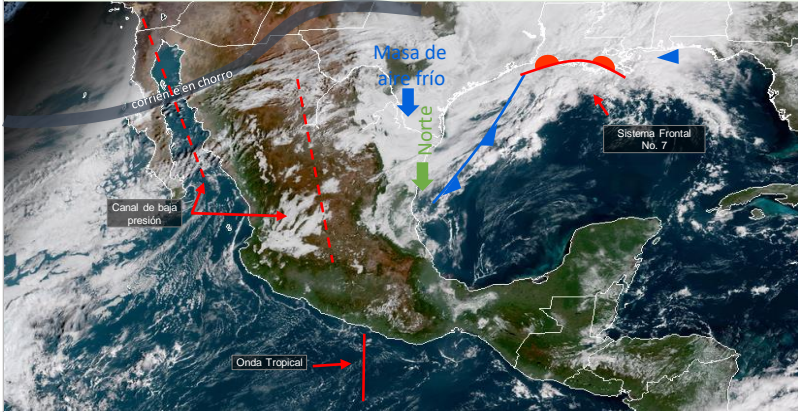 Masa de
aire frío
corriente en chorro
Norte
Sistema Frontal
No. 7
Canal de baja
presión
Onda Tropical